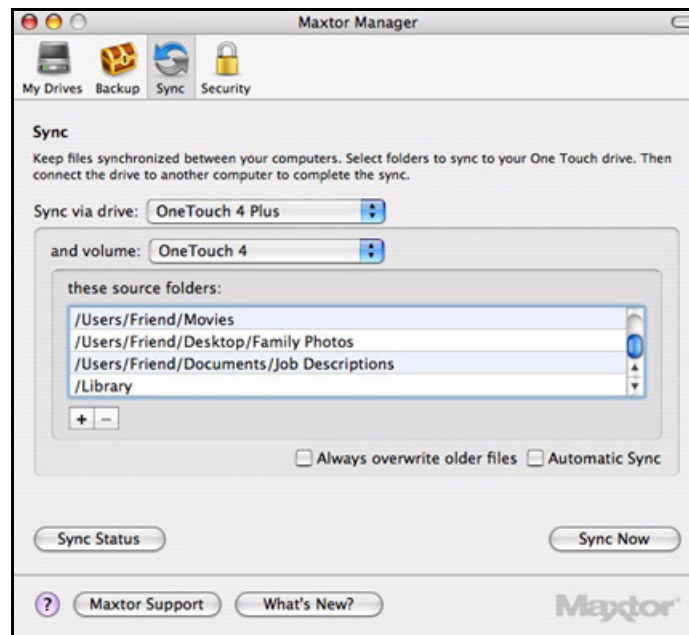 Maxtor Manager
My Drives Backup Sync Security
Sync
Keep files synchronized between your computers. Select folders to sync to your One Touch drive. Then
connect the drive to another computer to complete the sync.
Sync via drive: OneTouch 4 Plus
and volume: OneTouch 4
these source folders:
/Users/Friend/Movies
/Users/Friend/Desktop/Family Photos
/Users/Friend/Documents/Job Descriptions
/Library
+ −
Always overwrite older files Automatic Sync
Sync Status Sync Now
? Maxtor Support What's New? Maxtor